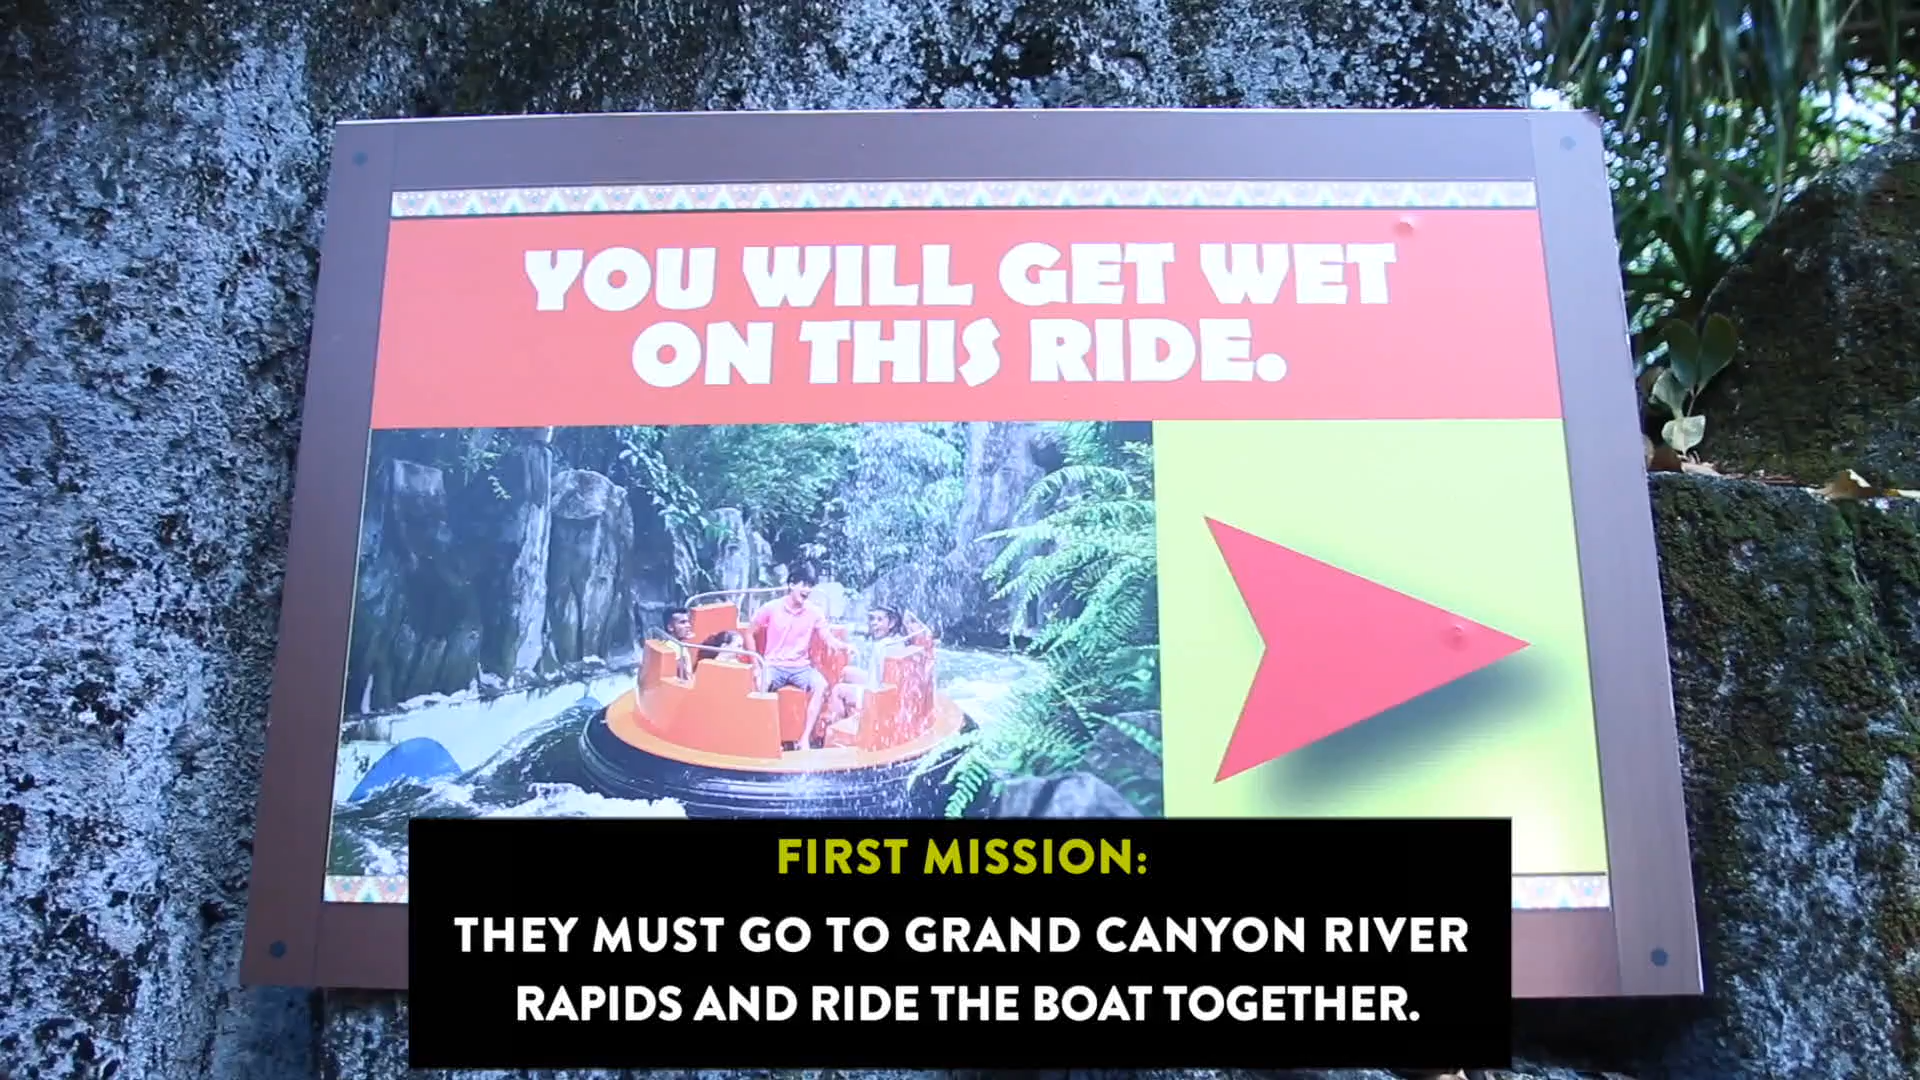 YOU WILL GET WET
ON THIS RIDE.
FIRST MISSION:
THEY MUST GO TO GRAND CANYON RIVER
RAPIDS AND RIDE THE BOAT TOGETHER.